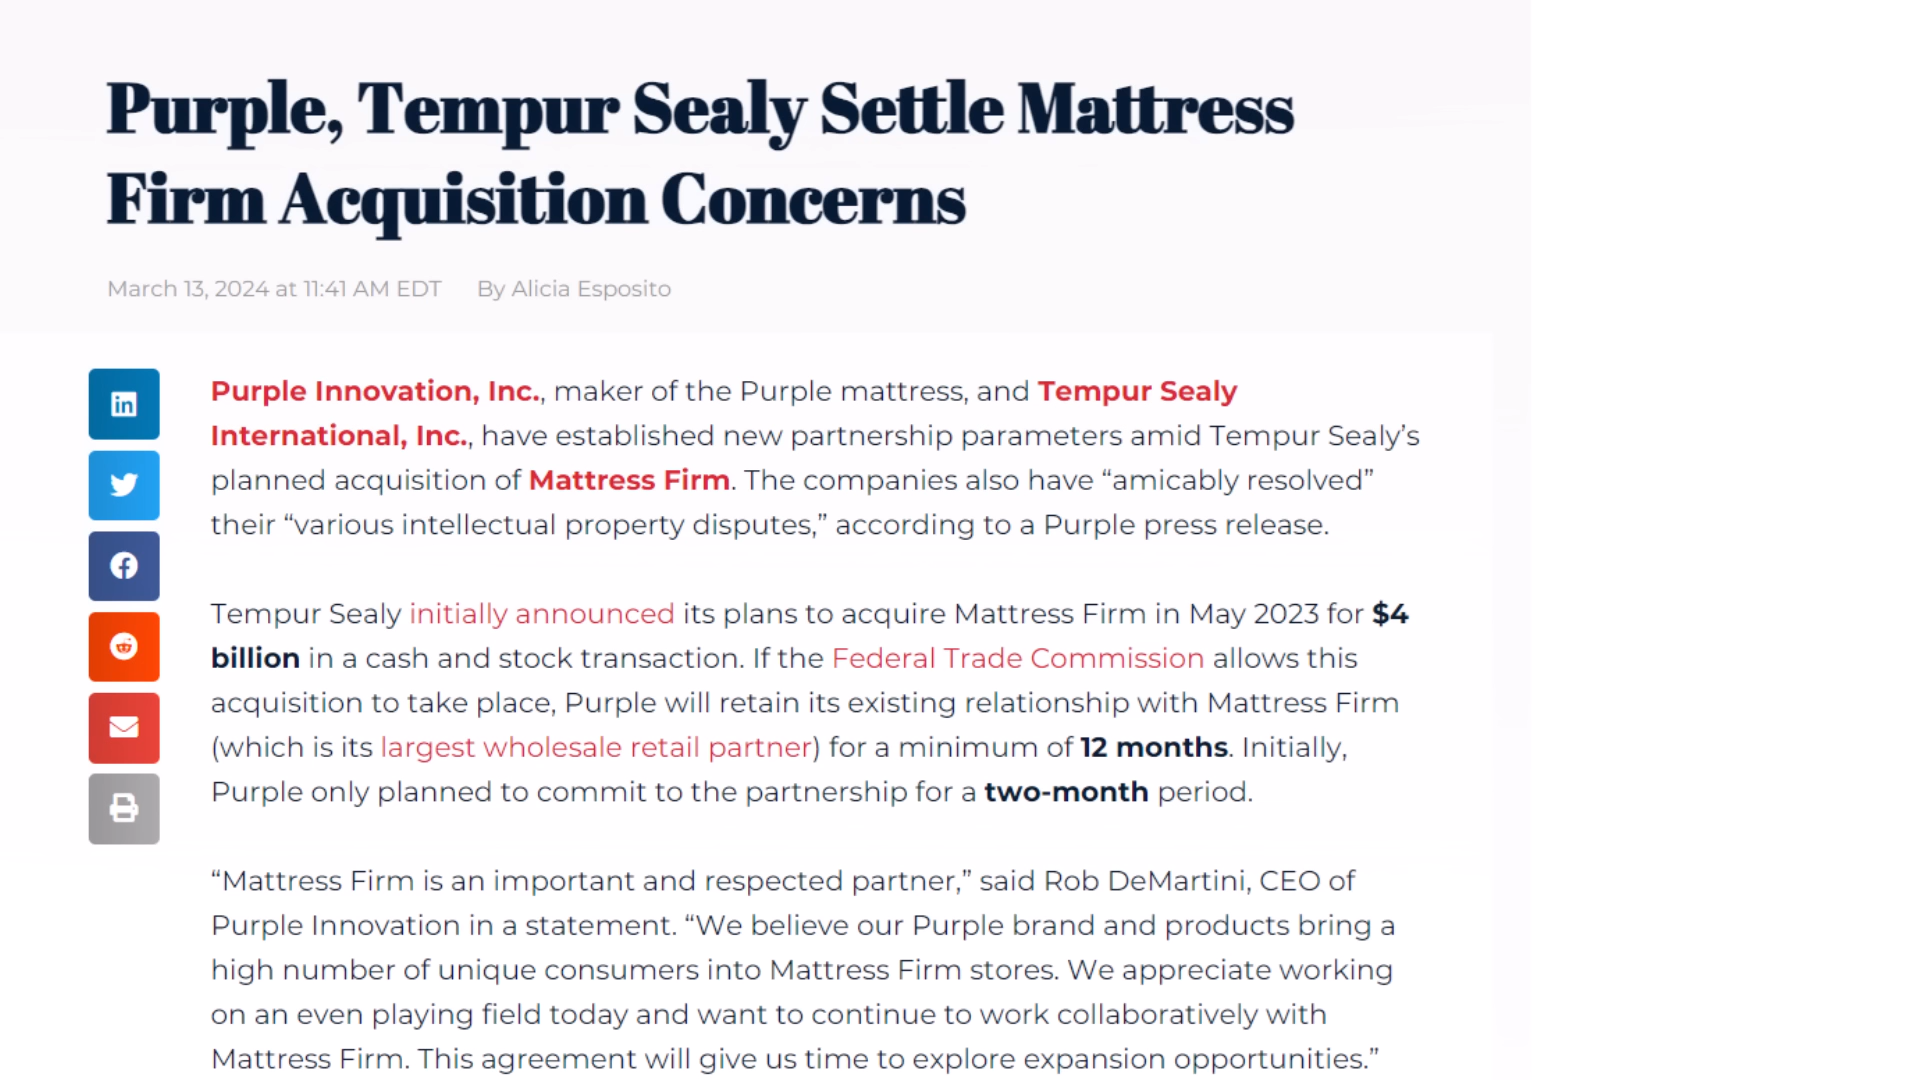 Purple, Tempur Sealy Settle Mattress
Firm Acquisition Concerns
March 13, 2024 at 11:41 AM EDT By Alicia Esposito
Purple Innovation, Inc., maker of the Purple mattress, and Tempur Sealy
International, Inc., have established new partnership parameters amid Tempur Sealy’s
planned acquisition of Mattress Firm. The companies also have “amicably resolved”
their “various intellectual property disputes,” according to a Purple press release.
Tempur Sealy initially announced its plans to acquire Mattress Firm in May 2023 for $4
billion in a cash and stock transaction. If the Federal Trade Commission allows this
acquisition to take place, Purple will retain its existing relationship with Mattress Firm
(which is its largest wholesale retail partner) for a minimum of 12 months. Initially,
Purple only planned to commit to the partnership for a two-month period.
“Mattress Firm is an important and respected partner,” said Rob DeMartini, CEO of
Purple Innovation in a statement. “We believe our Purple brand and products bring a
high number of unique consumers into Mattress Firm stores. We appreciate working
on an even playing field today and want to continue to work collaboratively with
Mattress Firm. This agreement will give us time to explore expansion opportunities.”